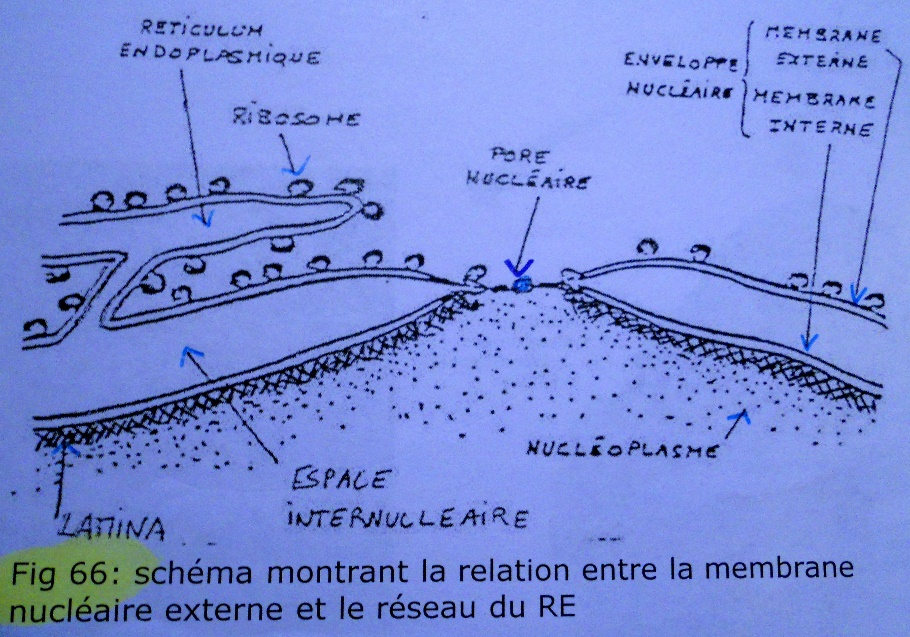 RETICULUM
ENDOPLASMIQUE
RIBOSOME
PORE
NUCLÉAIRE
ENVELOPPE
NUCLÉAIRE
MEMBRANE
EXTERNE
MEMBRANE
INTERNE
NUCLÉOPLASME
ESPACE
INTERNUCLEAIRE
LAMINA
Fig 66: schéma montrant la relation entre la membrane
nucléaire externe et le réseau du RE